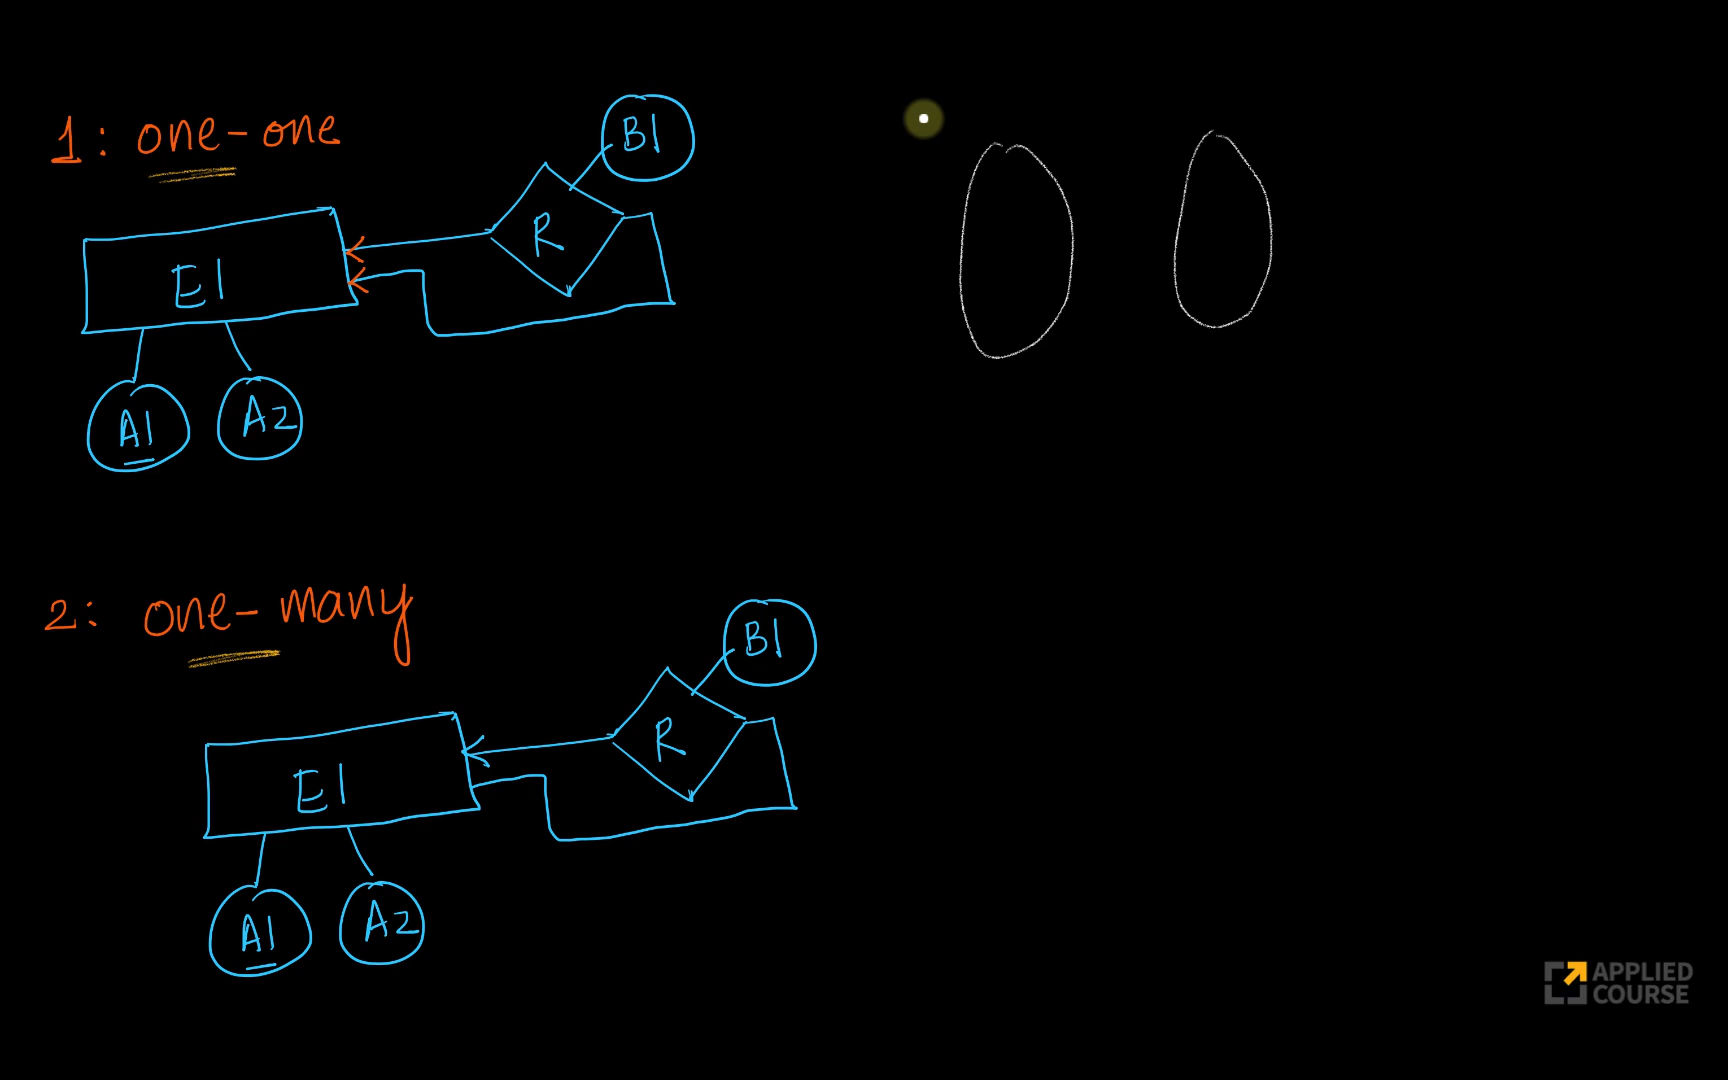 1: one-one
B1
R
E1
A1
A2
2: one-many
B1
R
E1
A1
A2
APPLIED
COURSE